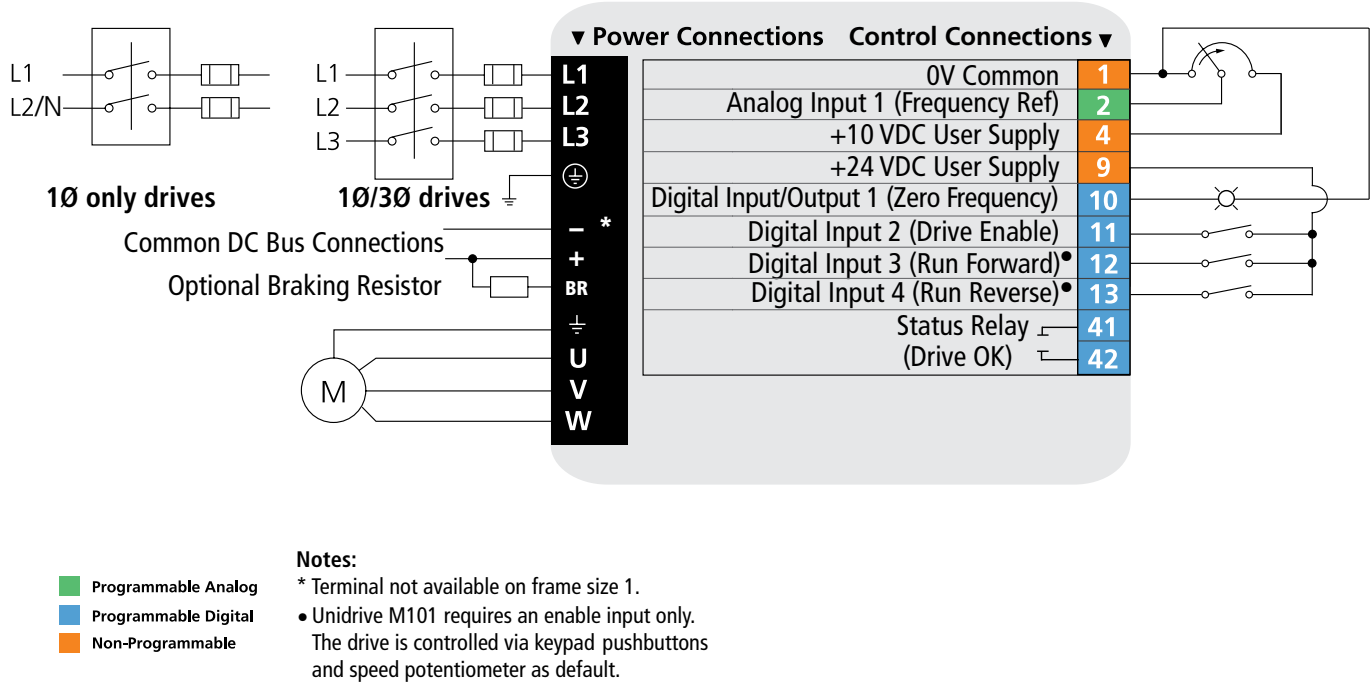 ▼ Power Connections Control Connections ▼
L1
L2/N
1Ø only drives
L1
L2
L3
1Ø/3Ø drives
Common DC Bus Connections
Optional Braking Resistor
M
L1
L2
L3
– *
+
BR
U
V
W
0V Common 1
Analog Input 1 (Frequency Ref) 2
+10 VDC User Supply 4
+24 VDC User Supply 9
Digital Input/Output 1 (Zero Frequency) 10
Digital Input 2 (Drive Enable) 11
Digital Input 3 (Run Forward)● 12
Digital Input 4 (Run Reverse)● 13
Status Relay 41
(Drive OK) 42
Programmable Analog
Programmable Digital
Non-Programmable
Notes:
* Terminal not available on frame size 1.
● Unidrive M101 requires an enable input only.
The drive is controlled via keypad pushbuttons
and speed potentiometer as default.